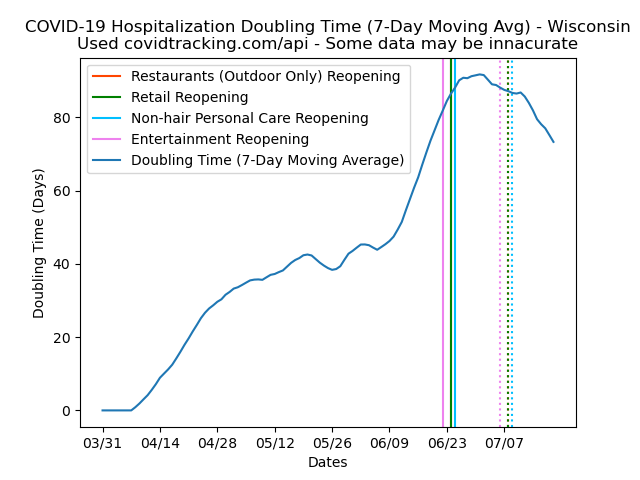 COVID-19 Hospitalization Doubling Time (7-Day Moving Avg) - Wisconsin
Used covidtracking.com/api - Some data may be innacurate
Restaurants (Outdoor Only) Reopening
Retail Reopening
Non-hair Personal Care Reopening
Entertainment Reopening
Doubling Time (7-Day Moving Average)
Doubling Time (Days)
80
60
40
20
0
03/31 04/14 04/28 05/12 05/26 06/09 06/23 07/07
Dates